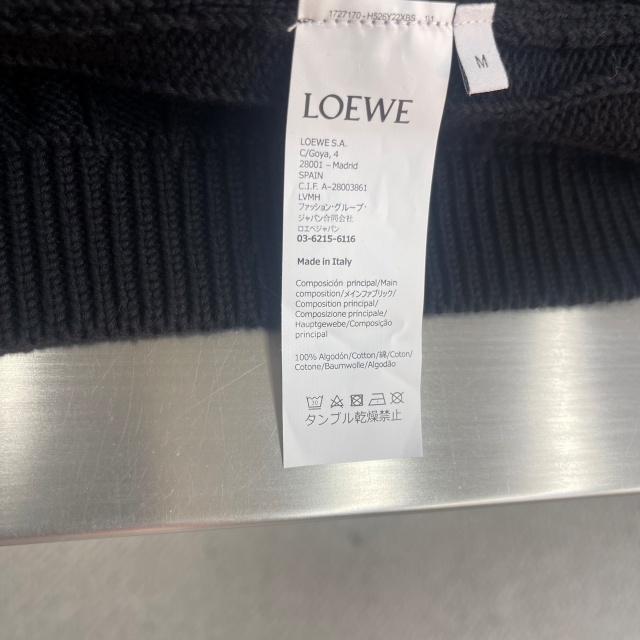 1727170-H526Y22XBS
M
LOEWE
LOEWE S.A.
C/Goya, 4
28001 – Madrid
SPAIN
C.I.F. A-28003861
LVMH
ファッション・グループ・
ジャパン合同会社
ロエベジャパン
03-6215-6116
Made in Italy
Composición principal/Main
composition/メインファブリック/
Composition principal/
Composizione principale/
Hauptgewebe/Composição
principal
100% Algodón/Cotton/綿/Coton/
Cotone/Baumwolle/Algodão
タンブル乾燥禁止